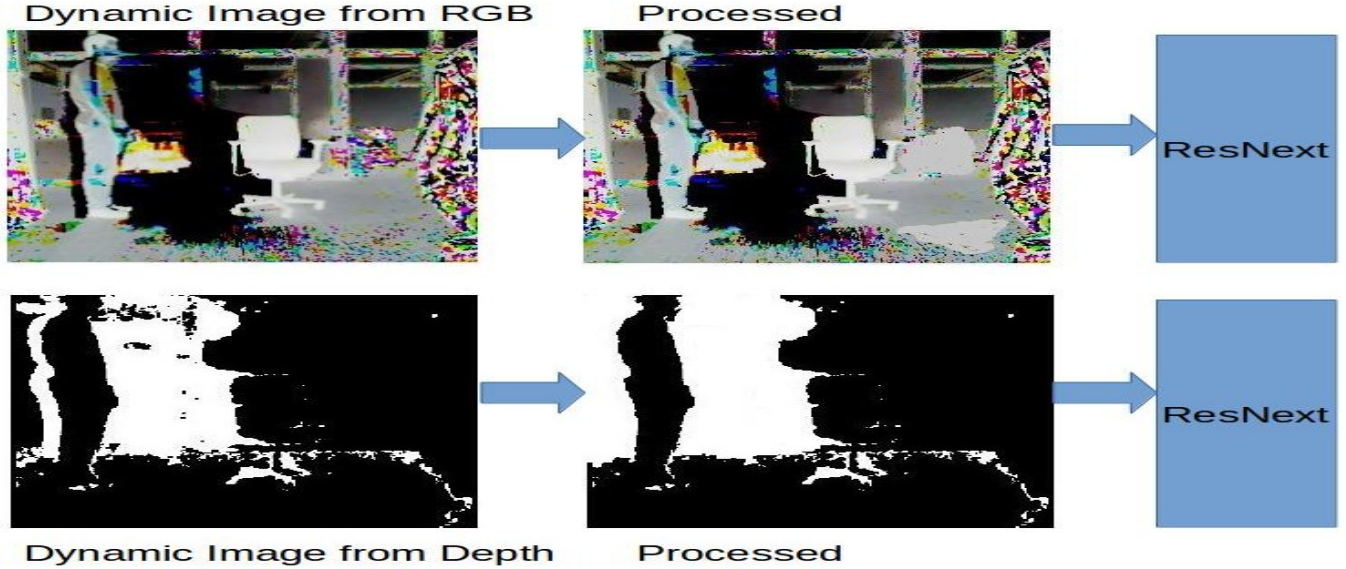 Dynamic Image from RGB
Processed
ResNext
ResNext
Dynamic Image from Depth
Processed